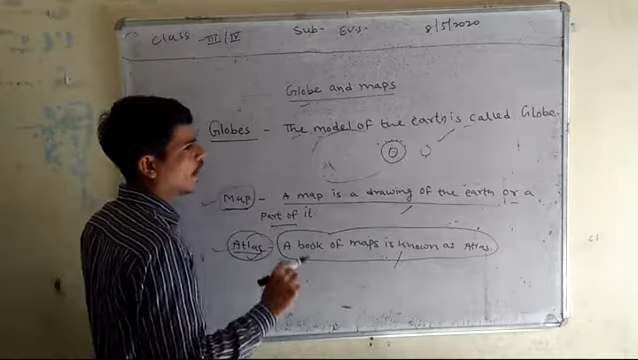 Class - III/IV Sub- E.V.S. 8/5/2020
Globe and maps
Globes - The model of the earth is called Globe.
Map - A map is a drawing of the earth or a
part of it
Atlas - A book of maps is known as Atlas.